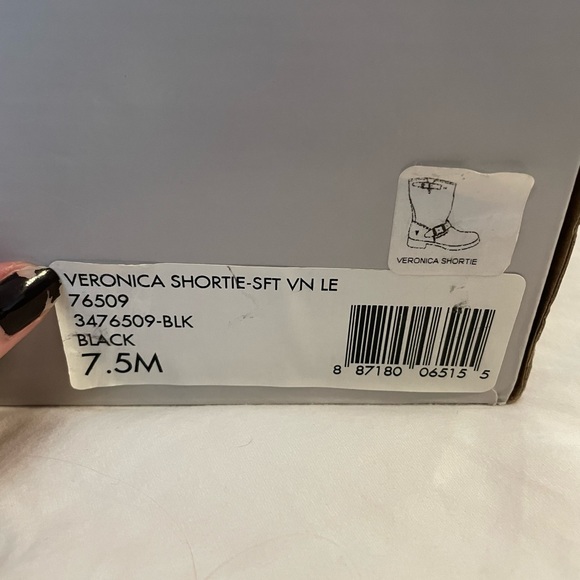 VERONICA SHORTIE
VERONICA SHORTIE-SFT VN LE
76509
3476509-BLK
BLACK
7.5M
8 87180 06515 5